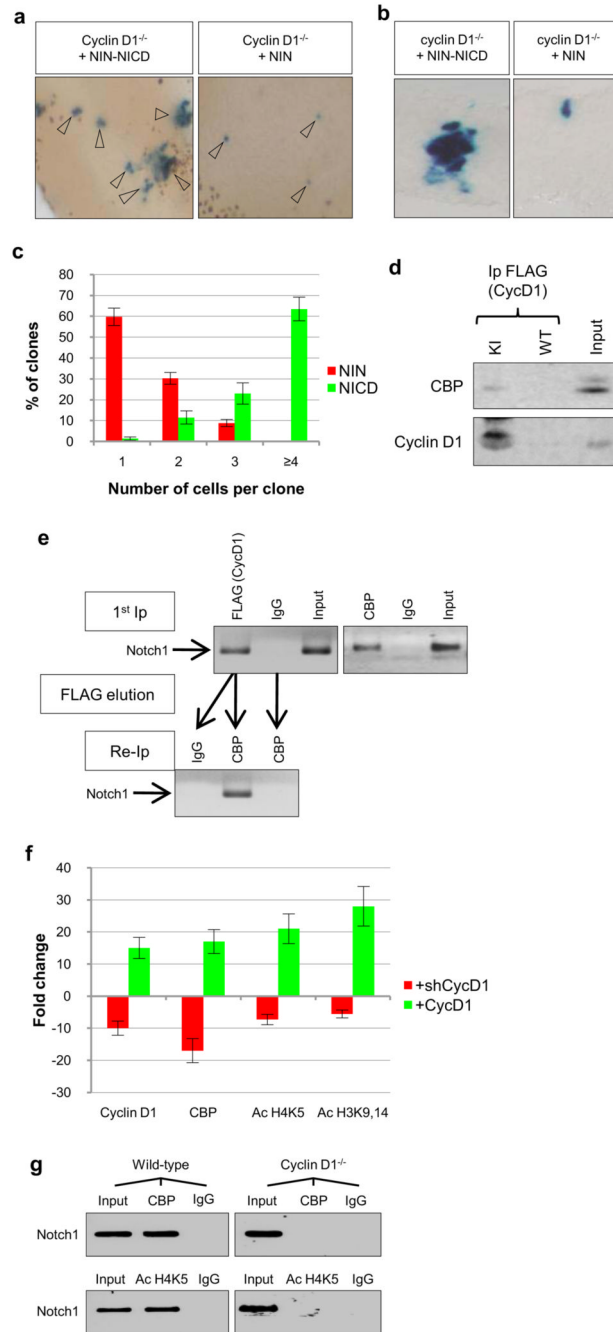 a
Cyclin D1-/-
+ NIN-NICD
Cyclin D1-/-
+ NIN
b
cyclin D1-/-
+ NIN-NICD
cyclin D1-/-
+ NIN
c
% of clones
80
70
60
50
40
30
20
10
0
1
2
3
≥4
Number of cells per clone
NIN
NICD
d
Ip FLAG
(CycD1)
KI
WT
Input
CBP
Cyclin D1
e
1st Ip
FLAG (CycD1)
IgG
Input
CBP
IgG
Input
Notch1
FLAG elution
Re-Ip
IgG
CBP
CBP
Notch1
f
Fold change
40
30
20
10
0
-10
-20
-30
Cyclin D1
CBP
Ac H4K5
Ac H3K9,14
+shCycD1
+CycD1
g
Wild-type
Cyclin D1-/-
Input
CBP
IgG
Input
CBP
IgG
Notch1
Input
Ac H4K5
IgG
Input
Ac H4K5
IgG
Notch1